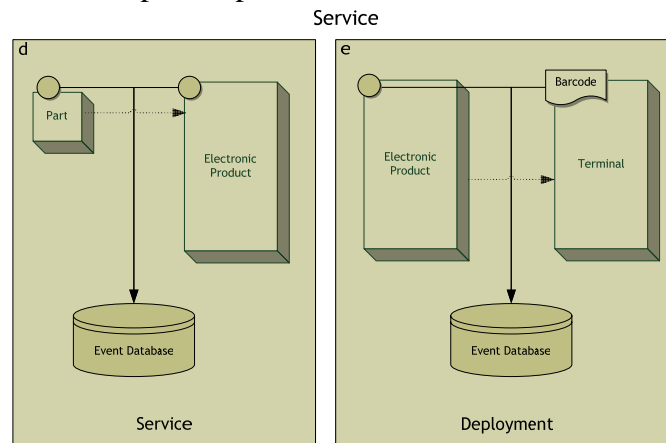 Service
d
Part
Electronic
Product
Event Database
Service
e
Barcode
Electronic
Product
Terminal
Event Database
Deployment